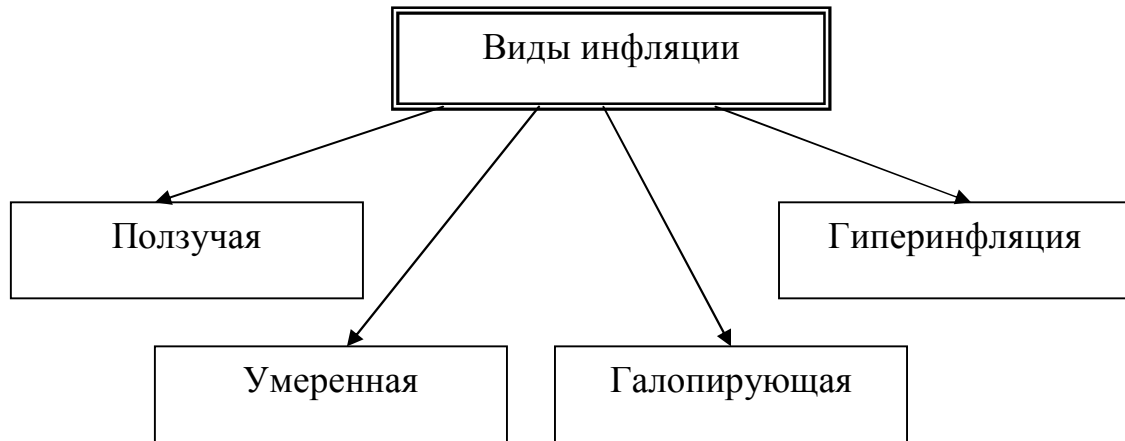 Виды инфляции
Ползучая
Гиперинфляция
Умеренная
Галопирующая